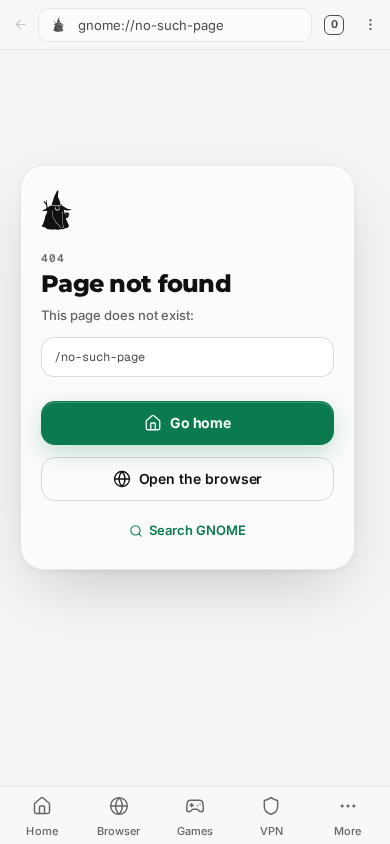 gnome://no-such-page
0
404
Page not found
This page does not exist:
/no-such-page
Go home
Open the browser
Search GNOME
Home
Browser
Games
VPN
More